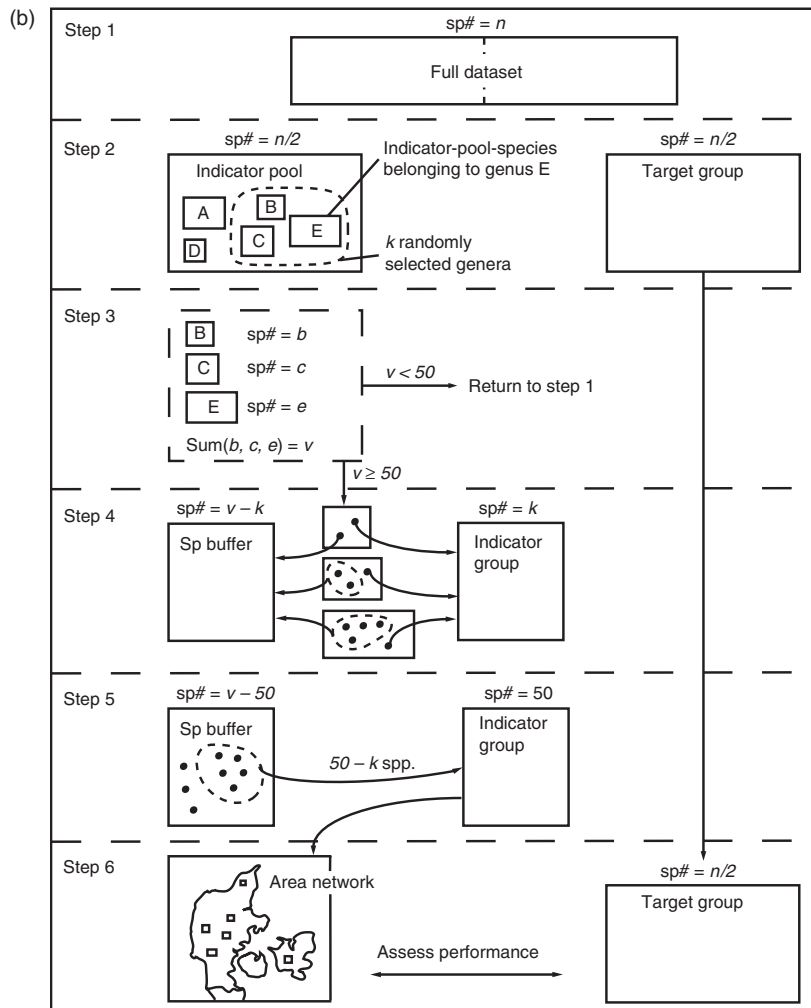 (b)
Step 1
sp# = n
Full dataset
Step 2
sp# = n/2
Indicator pool
A
B
C
D
E
Indicator-pool-species
belonging to genus E
k randomly
selected genera
sp# = n/2
Target group
Step 3
B
sp# = b
C
sp# = c
E
sp# = e
Sum(b, c, e) = v
v < 50
Return to step 1
v ≥ 50
Step 4
sp# = v − k
Sp buffer
sp# = k
Indicator
group
Step 5
sp# = v − 50
Sp buffer
50 − k spp.
sp# = 50
Indicator
group
Step 6
Area network
Assess performance
sp# = n/2
Target group